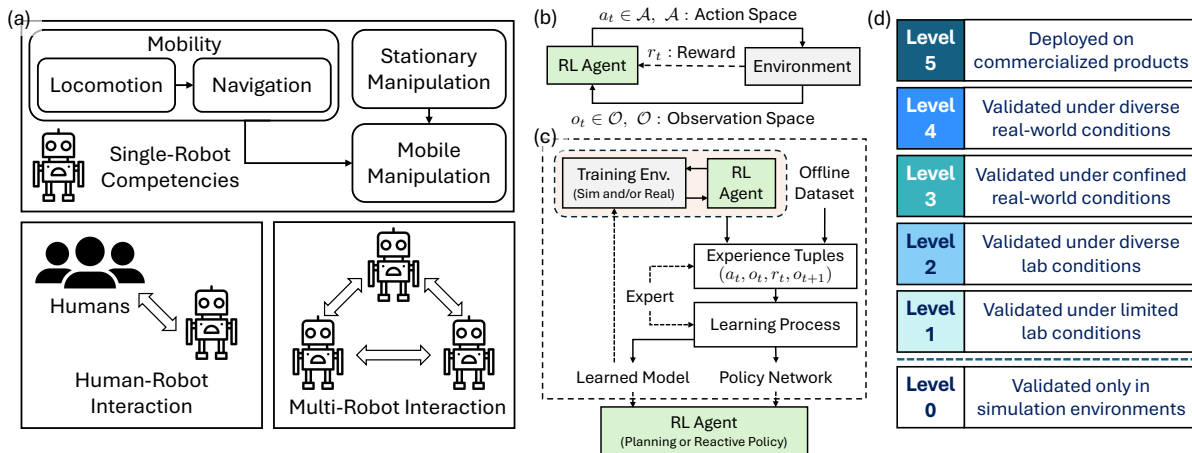 (a)
Mobility
Locomotion
Navigation
Stationary
Manipulation
Mobile
Manipulation
Single-Robot
Competencies
Humans
Human-Robot
Interaction
Multi-Robot Interaction
(b)
a_t ∈ 𝒜, 𝒜 : Action Space
RL Agent
r_t : Reward
Environment
o_t ∈ 𝒪, 𝒪 : Observation Space
(c)
Training Env.
(Sim and/or Real)
RL
Agent
Offline
Dataset
Experience Tuples
(a_t, o_t, r_t, o_{t+1})
Expert
Learning Process
Learned Model
Policy Network
RL Agent
(Planning or Reactive Policy)
(d)
Level
5
Deployed on
commercialized products
Level
4
Validated under diverse
real-world conditions
Level
3
Validated under confined
real-world conditions
Level
2
Validated under diverse
lab conditions
Level
1
Validated under limited
lab conditions
Level
0
Validated only in
simulation environments